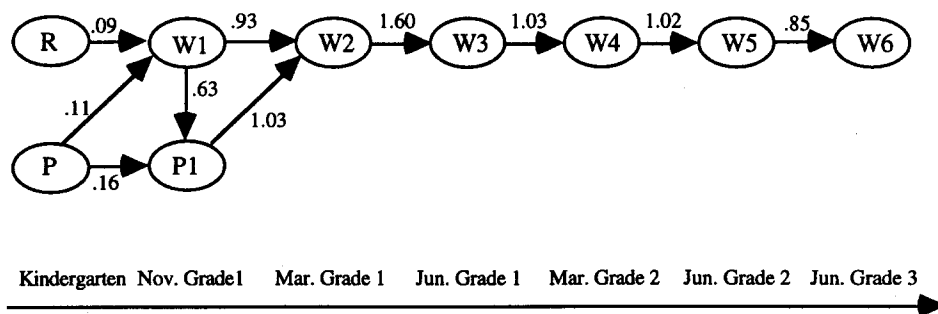 R .09 W1 .93 W2 1.60 W3 1.03 W4 1.02 W5 .85 W6
.11 .63 1.03
P .16 P1
Kindergarten Nov. Grade1 Mar. Grade 1 Jun. Grade 1 Mar. Grade 2 Jun. Grade 2 Jun. Grade 3